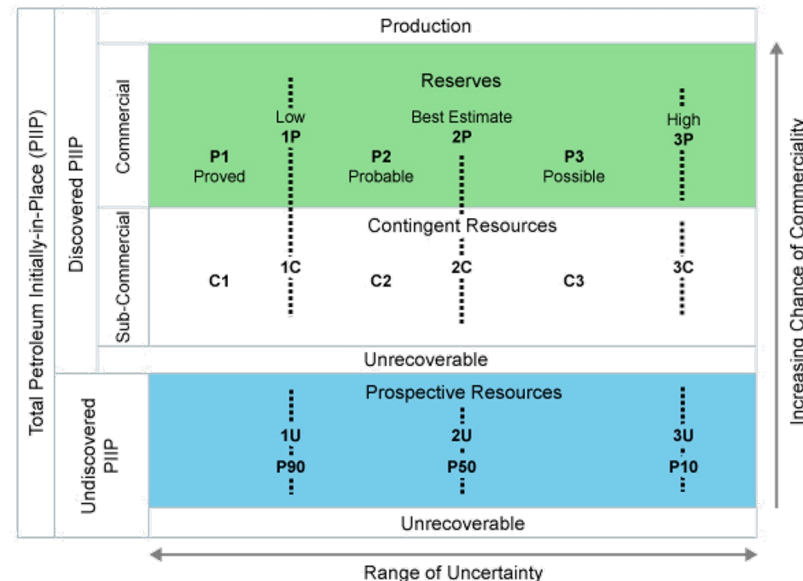 Production
Total Petroleum Initially-in-Place (PIIP)
Discovered PIIP
Commercial
Reserves
Low
1P
Best Estimate
2P
High
3P
P1
Proved
P2
Probable
P3
Possible
Sub-Commercial
Contingent Resources
C1
1C
C2
2C
C3
3C
Unrecoverable
Undiscovered
PIIP
Prospective Resources
1U
2U
3U
P90
P50
P10
Unrecoverable
Range of Uncertainty
Increasing Chance of Commerciality